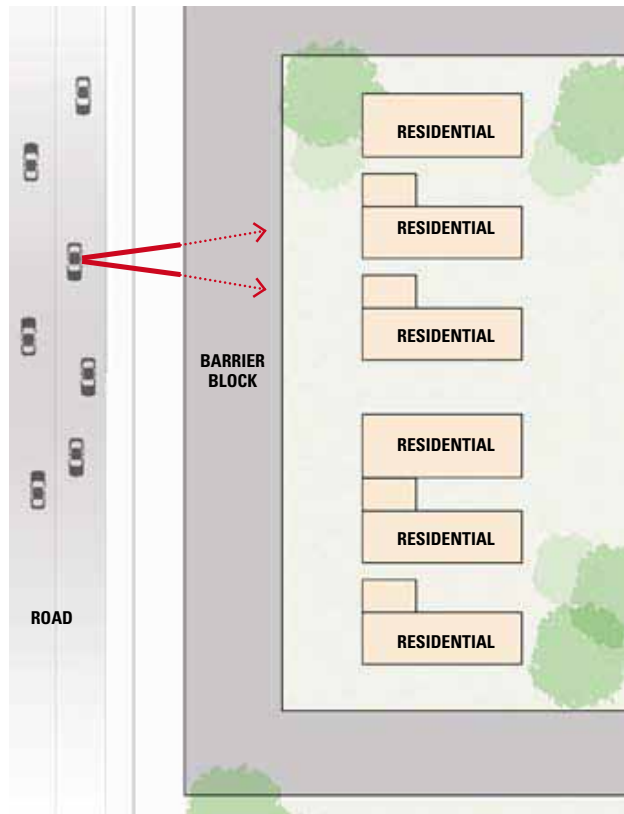 RESIDENTIAL
RESIDENTIAL
RESIDENTIAL
BARRIER
BLOCK
RESIDENTIAL
RESIDENTIAL
ROAD
RESIDENTIAL